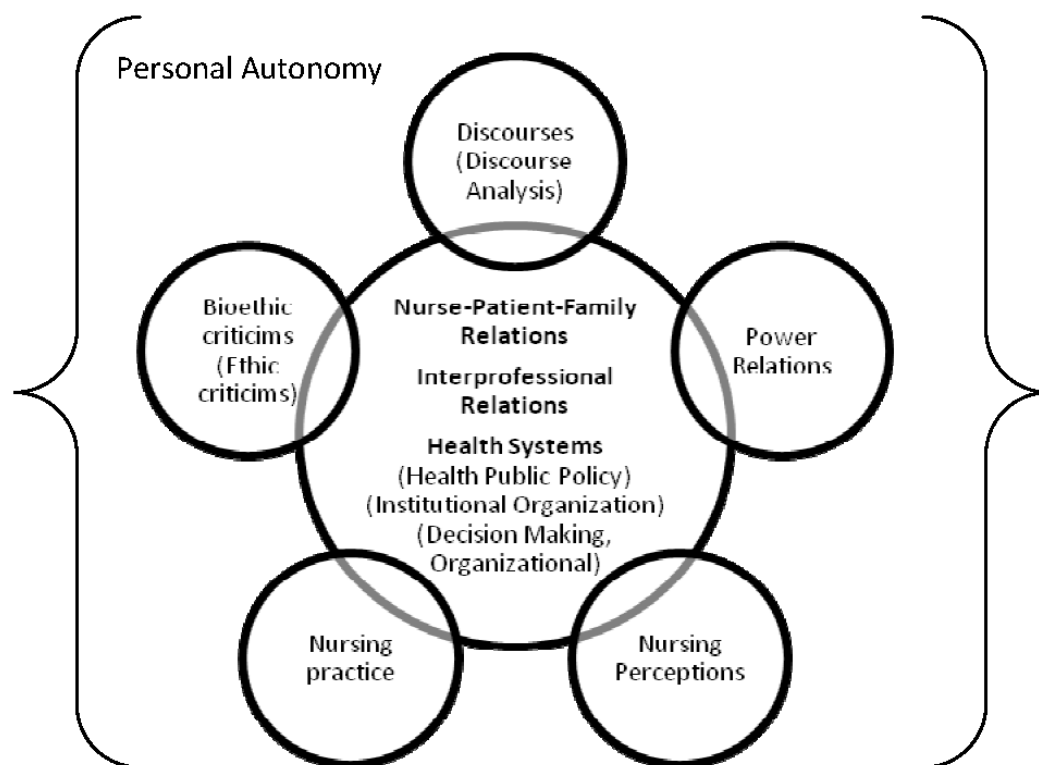 Personal Autonomy
Discourses
(Discourse
Analysis)
Bioethic
criticims
(Ethic
criticims)
Nurse-Patient-Family
Relations
Interprofessional
Relations
Health Systems
(Health Public Policy)
(Institutional Organization)
(Decision Making,
Organizational)
Power
Relations
Nursing
practice
Nursing
Perceptions